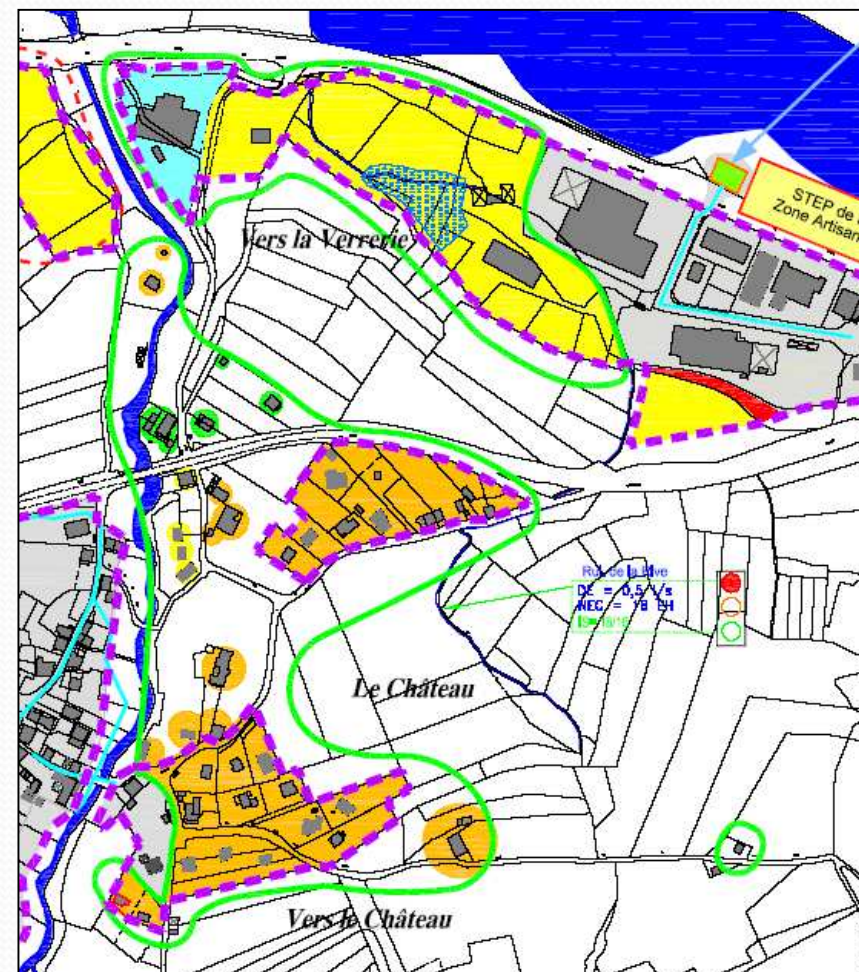 STEP de
Zone Artisan
Vers la Verrerie
DE = 0,5 l/s
NEC = 18 EH
Le Château
Vers le Château